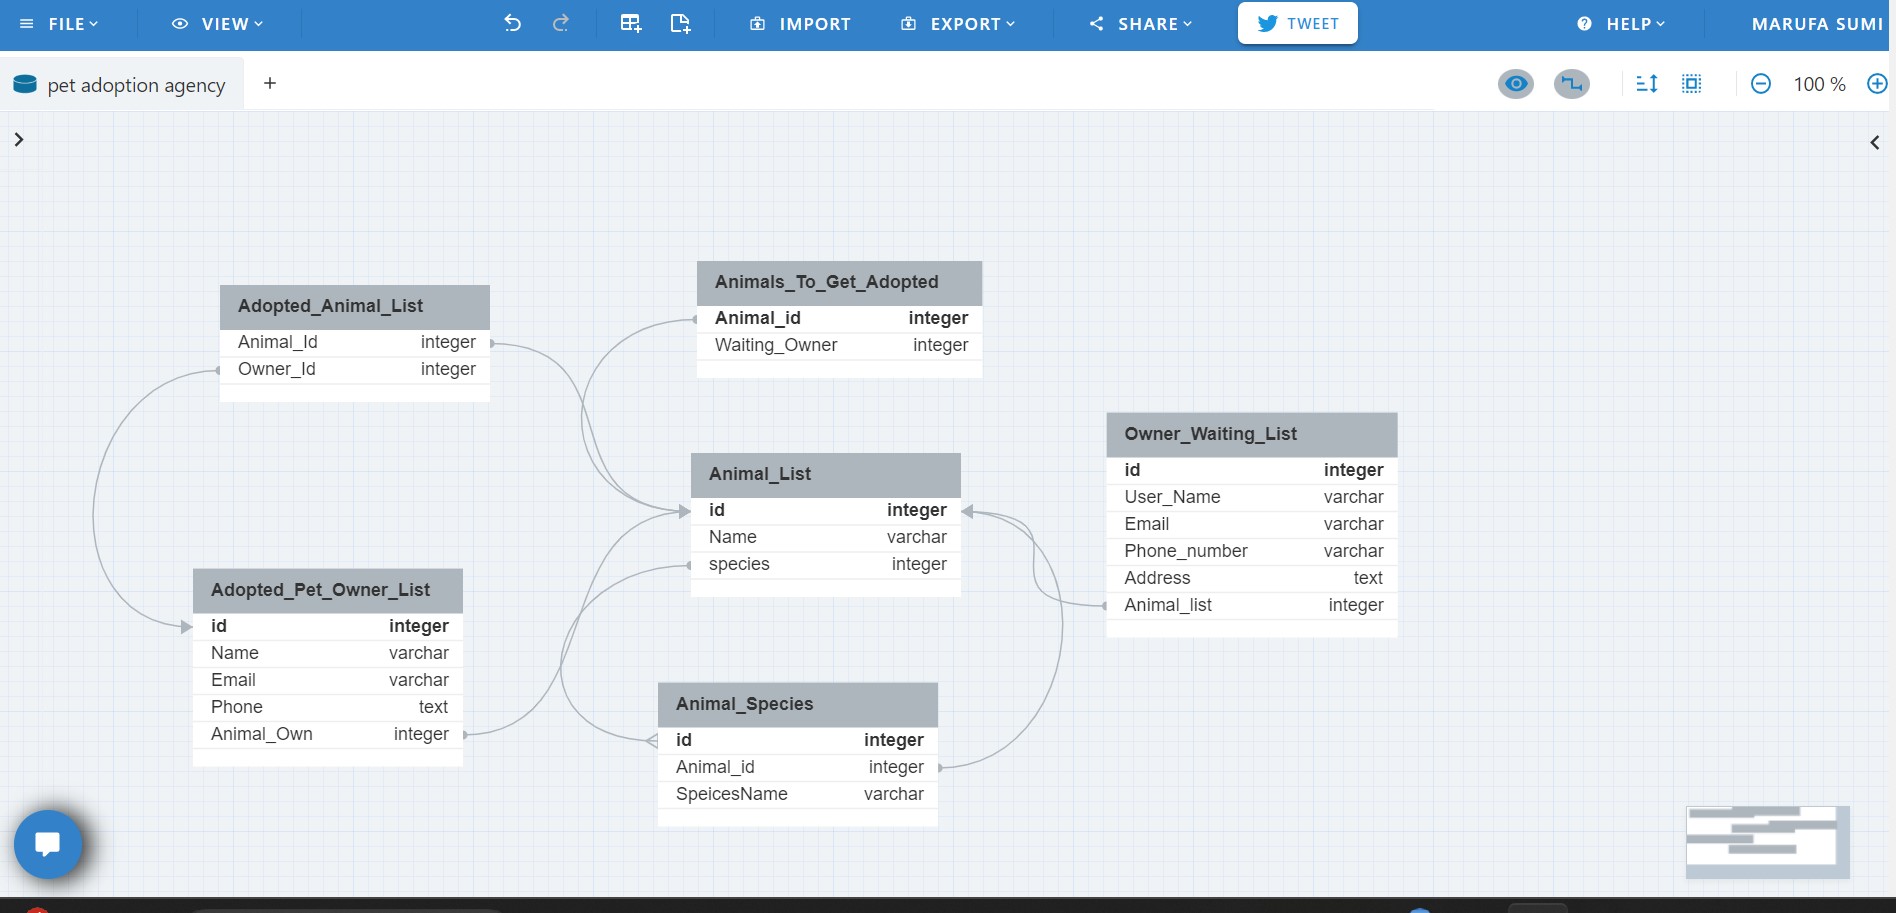 FILE VIEW IMPORT EXPORT SHARE TWEET HELP MARUFA SUMI
pet adoption agency + 100 %
Adopted_Animal_List
Animal_Id integer
Owner_Id integer
Animals_To_Get_Adopted
Animal_id integer
Waiting_Owner integer
Animal_List
id integer
Name varchar
species integer
Owner_Waiting_List
id integer
User_Name varchar
Email varchar
Phone_number varchar
Address text
Animal_list integer
Adopted_Pet_Owner_List
id integer
Name varchar
Email varchar
Phone text
Animal_Own integer
Animal_Species
id integer
Animal_id integer
SpeicesName varchar